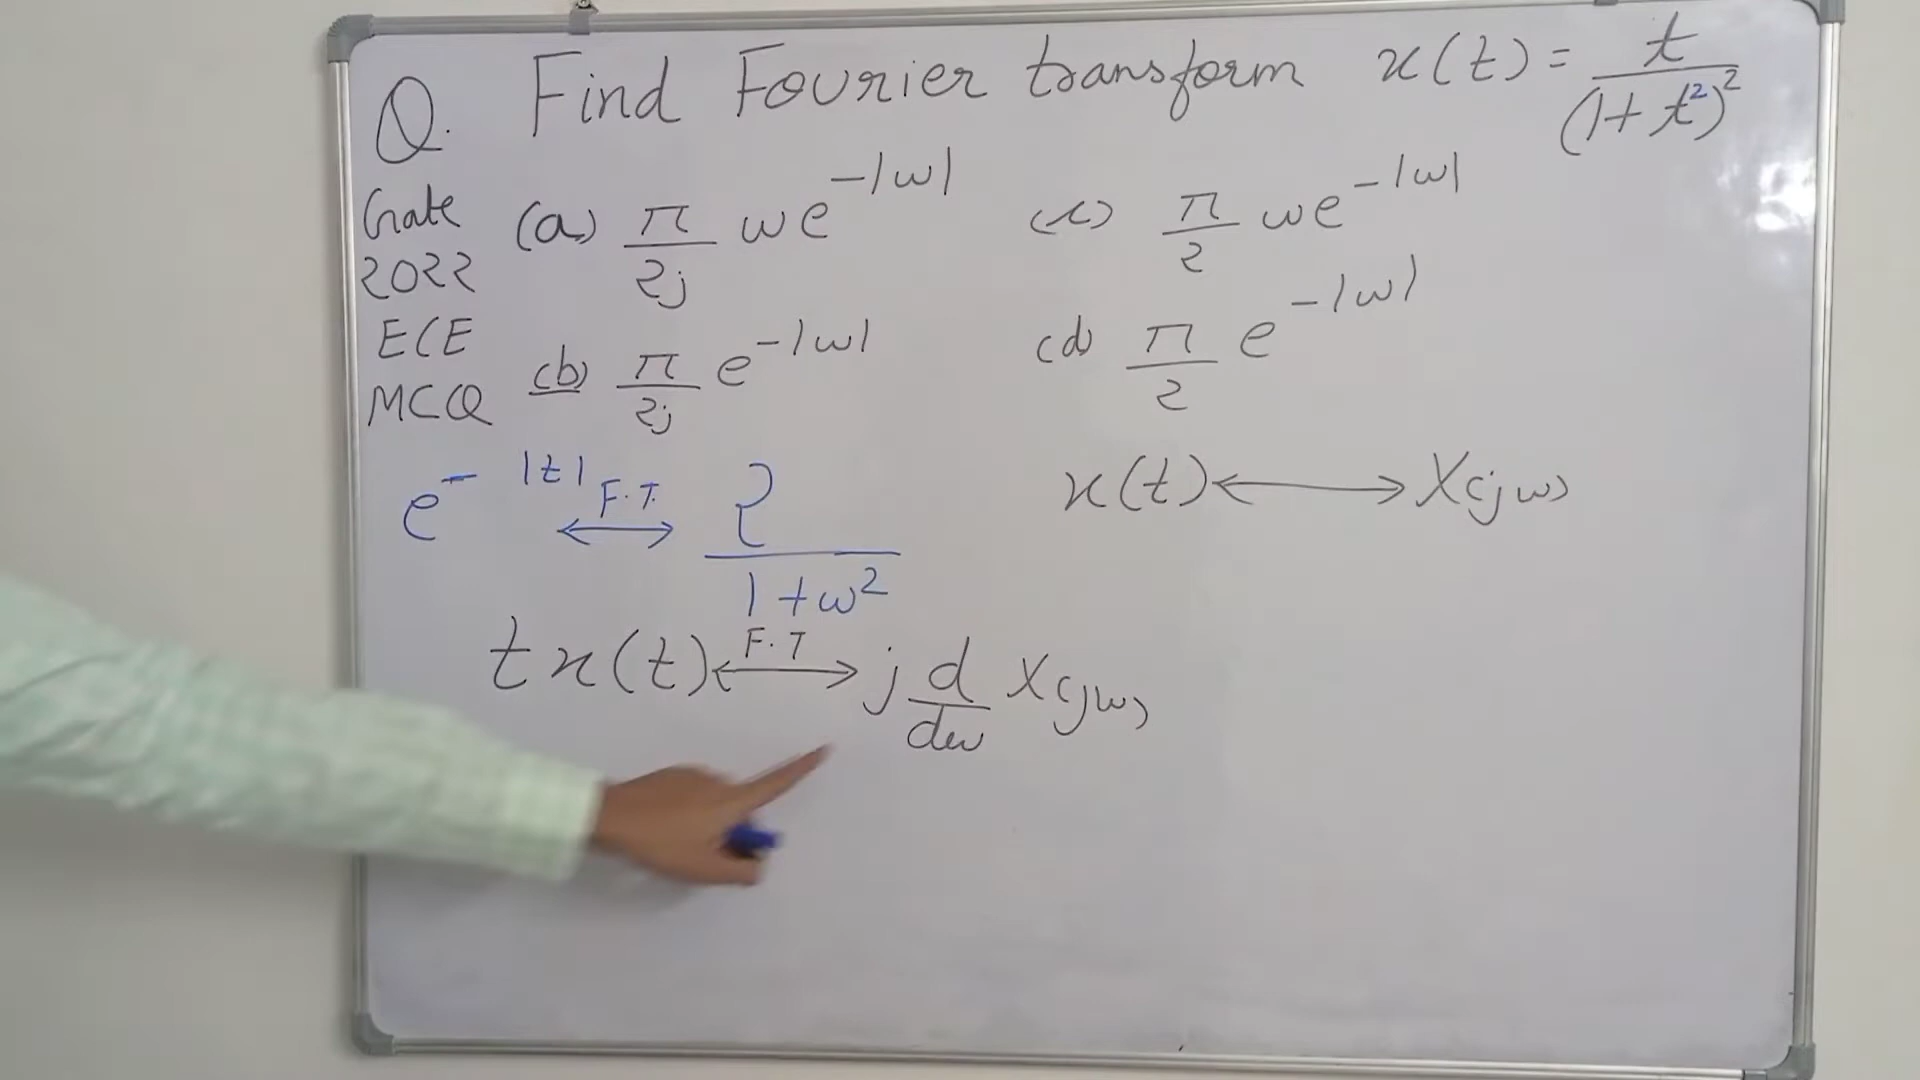 Q. Find Fourier transform x(t) = t / (1 + t²)²
Gate 2022 ECE MCQ
(a) π/2j ωe^-|ω|
(c) π/2 ωe^-|ω|
(b) π/2j e^-|ω|
(d) π/2 e^-|ω|
e^-|t| F.T ↔ 2 / 1+ω²
x(t) ↔ X(jω)
t x(t) F.T ↔ j d/dω X(jω)